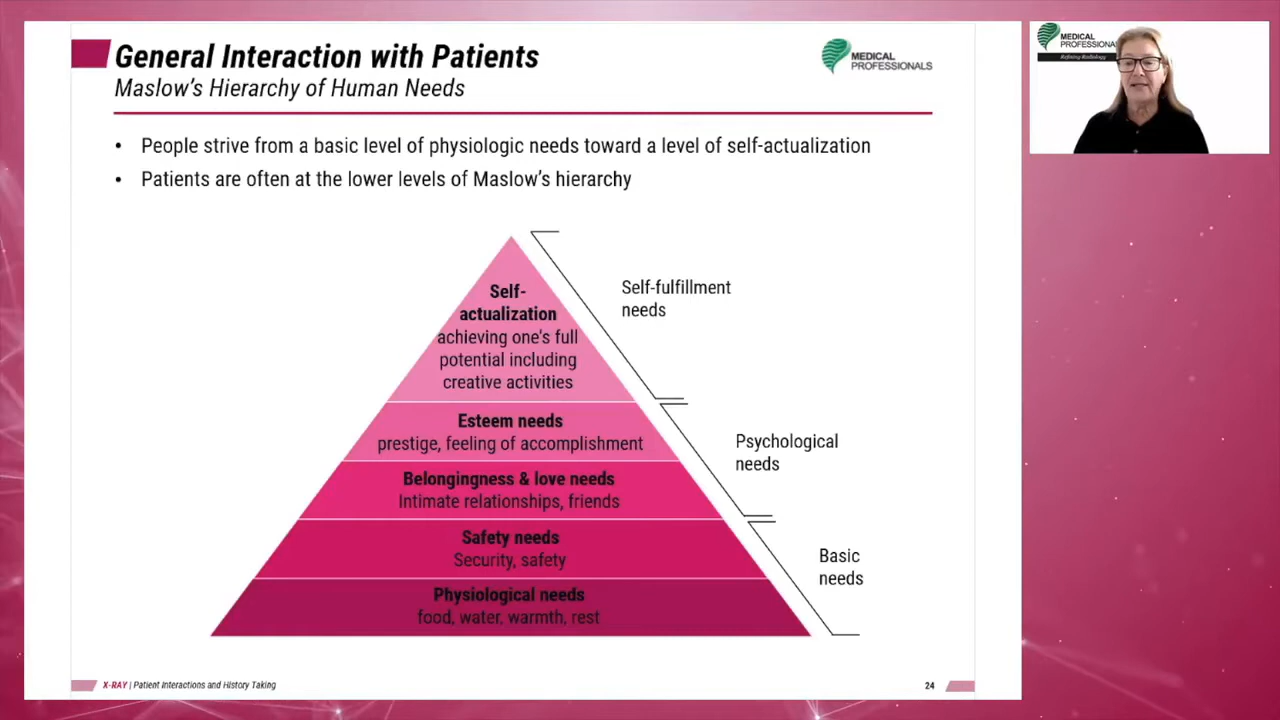 General Interaction with Patients
Maslow's Hierarchy of Human Needs
MEDICAL
PROFESSIONALS
• People strive from a basic level of physiologic needs toward a level of self-actualization
• Patients are often at the lower levels of Maslow's hierarchy
Self-
actualization
achieving one's full
potential including
creative activities
Self-fulfillment
needs
Esteem needs
prestige, feeling of accomplishment
Psychological
needs
Belongingness & love needs
Intimate relationships, friends
Safety needs
Security, safety
Basic
needs
Physiological needs
food, water, warmth, rest
X-RAY | Patient Interactions and History Taking
24
MEDICAL
PROFESSIONA
Refining Radiology